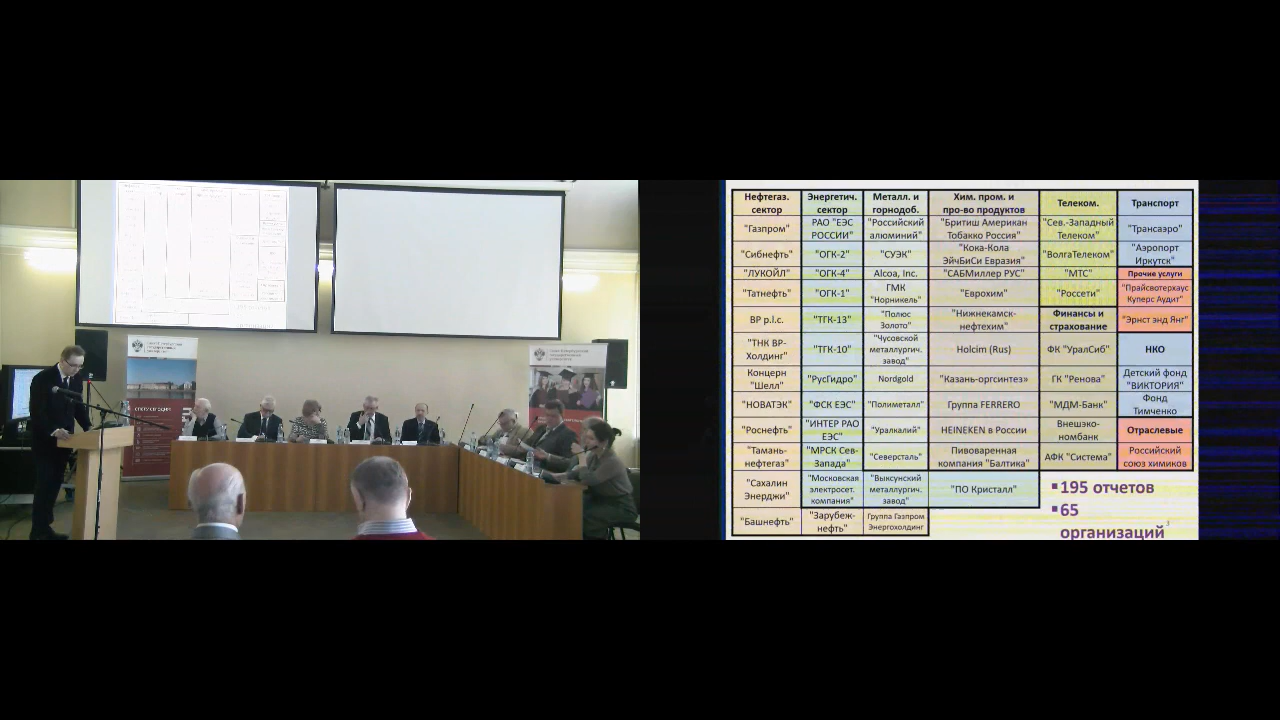 Нефтегаз.
сектор
Энергетич.
сектор
Металл. и
горнодоб.
Хим. пром. и
про-во продуктов
Телеком.
Транспорт
"Газпром"
РАО "ЕЭС
РОССИИ"
"Российский
алюминий"
"Бритиш Американ
Тобакко Россия"
"Сев.-Западный
Телеком"
"Трансаэро"
"Сибнефть"
"ОГК-2"
"СУЭК"
"Кока-Кола
ЭйчБиСи Евразия"
"ВолгаТелеком"
"Аэропорт
Иркутск"
"ЛУКОЙЛ"
"ОГК-4"
Alcoa, Inc.
"САБМиллер РУС"
"МТС"
Прочие услуги
"Татнефть"
"ОГК-1"
ГМК
"Норникель"
"Еврохим"
"Россети"
"Прайсвотерхаус
Куперс Аудит"
BP p.l.c.
"ТГК-13"
"Полюс
Золото"
"Нижнекамск-
нефтехим"
Финансы и
страхование
"Эрнст энд Янг"
"ТНК ВР-
Холдинг"
"ТГК-10"
"Чусовской
металлургич.
завод"
Holcim (Rus)
ФК "УралСиб"
НКО
Концерн
"Шелл"
"РусГидро"
Nordgold
"Казань-оргсинтез»
ГК "Ренова"
Детский фонд
"ВИКТОРИЯ"
"НОВАТЭК"
"ФСК ЕЭС"
"Полиметалл"
Группа FERRERO
"МДМ-Банк"
Фонд
Тимченко
"Роснефть"
"ИНТЕР РАО
ЕЭС"
"Уралкалий"
HEINEKEN в России
Внешэко-
номбанк
Отраслевые
"Тамань-
нефтегаз"
"МРСК Сев-
Запада"
"Северсталь"
Пивоваренная
компания "Балтика"
АФК "Система"
Российский
союз химиков
"Сахалин
Энерджи"
"Московская
электросет.
компания"
"Выксунский
металлургич.
завод"
"ПО Кристалл"
"Башнефть"
"Зарубеж-
нефть"
Группа Газпром
Энергохолдинг
▪195 отчетов
▪65
организаций
3